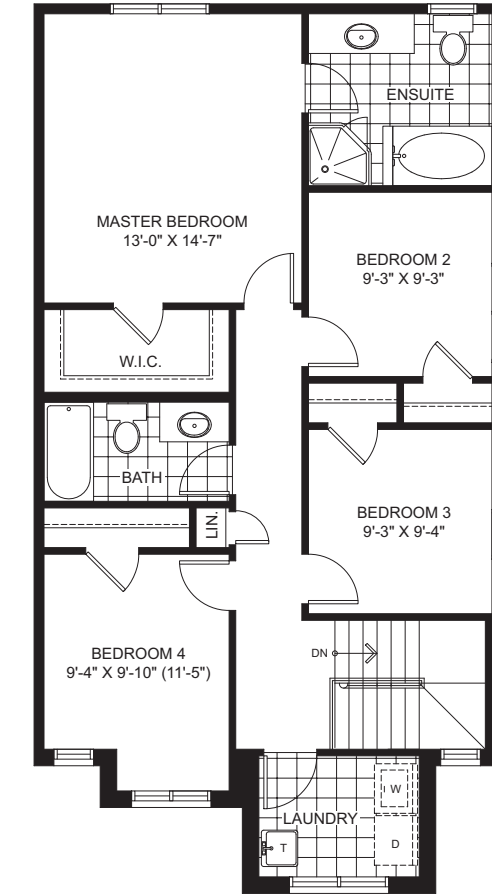 ENSUITE
MASTER BEDROOM
13'-0" X 14'-7"
BEDROOM 2
9'-3" X 9'-3"
W.I.C.
BATH
LIN.
BEDROOM 3
9'-3" X 9'-4"
DN
BEDROOM 4
9'-4" X 9'-10" (11'-5")
W
LAUNDRY
T
D